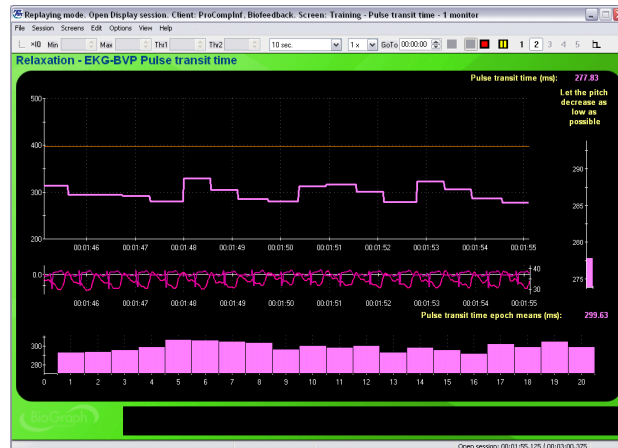 Replaying mode. Open Display session. Client: ProCompInf, Biofeedback. Screen: Training - Pulse transit time - 1 monitor
File Session Screens Edit Options View Help
×10 Min Max Thr1 Thr2 10 sec. 1 x GoTo 00:00:00 1 2 3 4 5
Relaxation - EKG-BVP Pulse transit time
Pulse transit time (ms): 277.83
Let the pitch
decrease as
low as
possible
500
400
300
200
00:01:46 00:01:47 00:01:48 00:01:49 00:01:50 00:01:51 00:01:52 00:01:53 00:01:54 00:01:55
290
285
280
275
0.0
40
30
00:01:46 00:01:47 00:01:48 00:01:49 00:01:50 00:01:51 00:01:52 00:01:53 00:01:54 00:01:55
Pulse transit time epoch means (ms): 299.63
300
280
0 1 2 3 4 5 6 7 8 9 10 11 12 13 14 15 16 17 18 19 20
BioGraph
Open session: 00:01:55.125 / 00:03:00.375